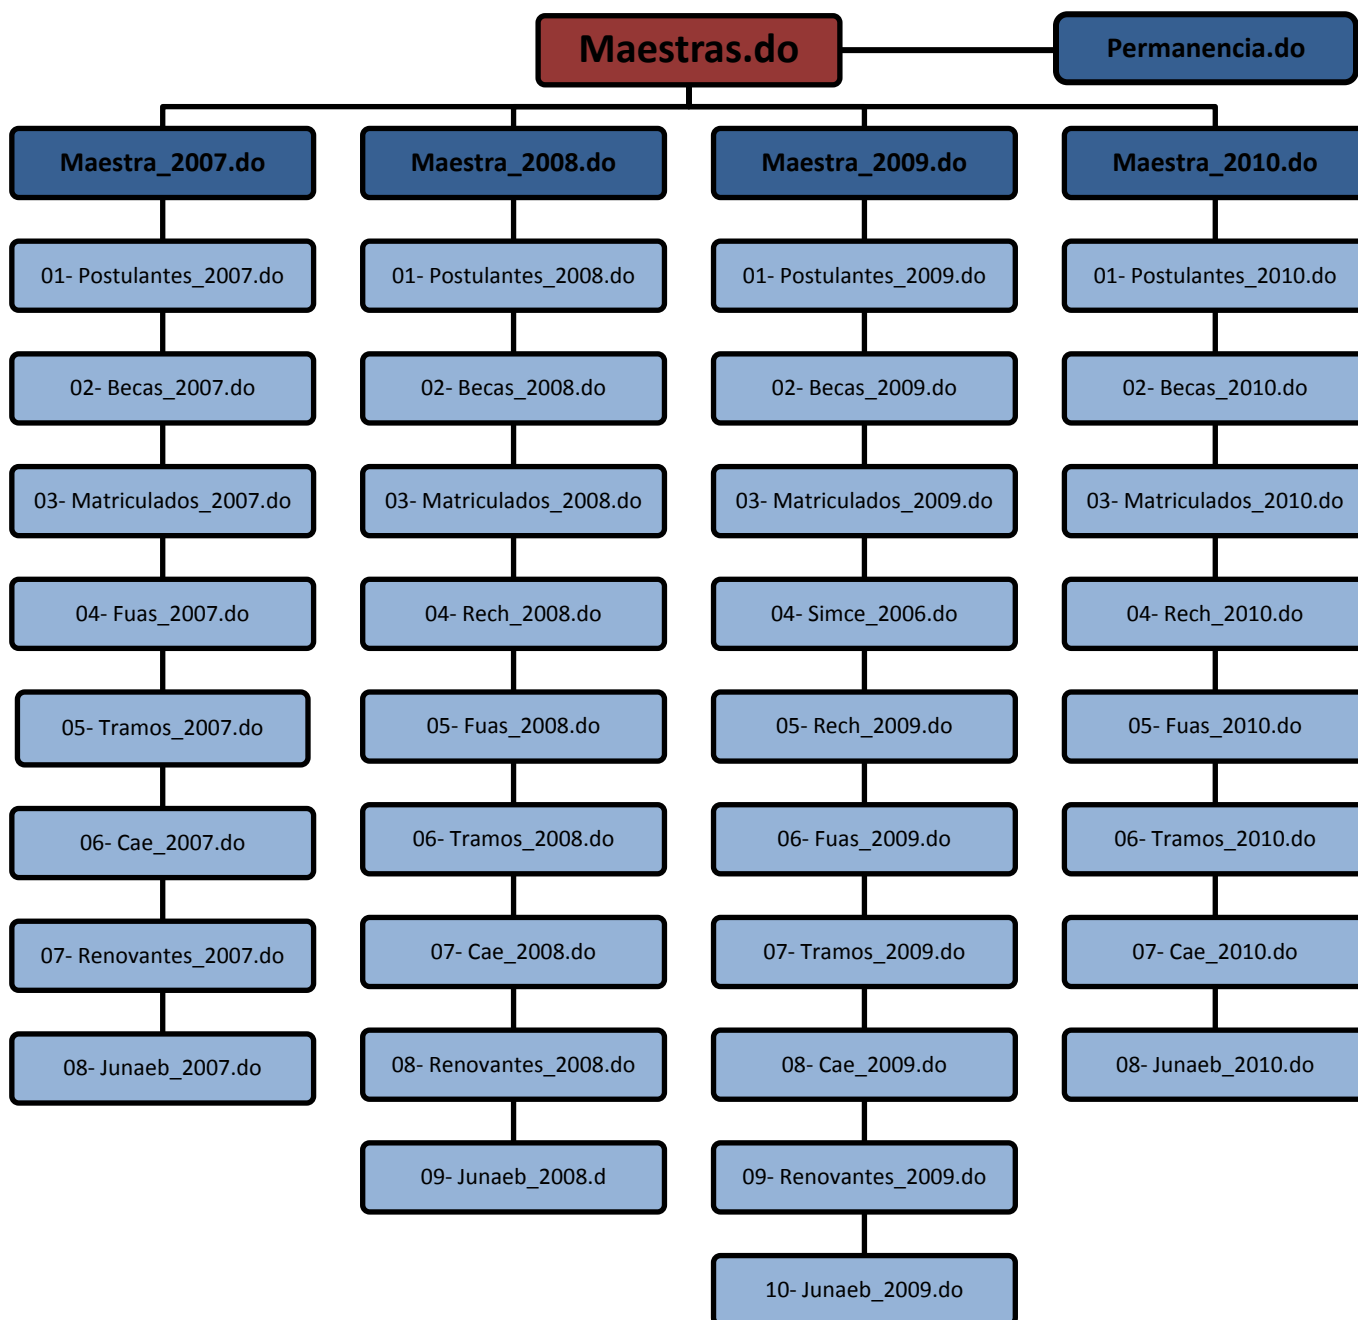 Maestras.do
Permanencia.do
Maestra_2007.do
Maestra_2008.do
Maestra_2009.do
Maestra_2010.do
01- Postulantes_2007.do
01- Postulantes_2008.do
01- Postulantes_2009.do
01- Postulantes_2010.do
02- Becas_2007.do
02- Becas_2008.do
02- Becas_2009.do
02- Becas_2010.do
03- Matriculados_2007.do
03- Matriculados_2008.do
03- Matriculados_2009.do
03- Matriculados_2010.do
04- Fuas_2007.do
04- Rech_2008.do
04- Simce_2006.do
04- Rech_2010.do
05- Tramos_2007.do
05- Fuas_2008.do
05- Rech_2009.do
05- Fuas_2010.do
06- Cae_2007.do
06- Tramos_2008.do
06- Fuas_2009.do
06- Tramos_2010.do
07- Renovantes_2007.do
07- Cae_2008.do
07- Tramos_2009.do
07- Cae_2010.do
08- Junaeb_2007.do
08- Renovantes_2008.do
08- Cae_2009.do
08- Junaeb_2010.do
09- Junaeb_2008.d
09- Renovantes_2009.do
10- Junaeb_2009.do